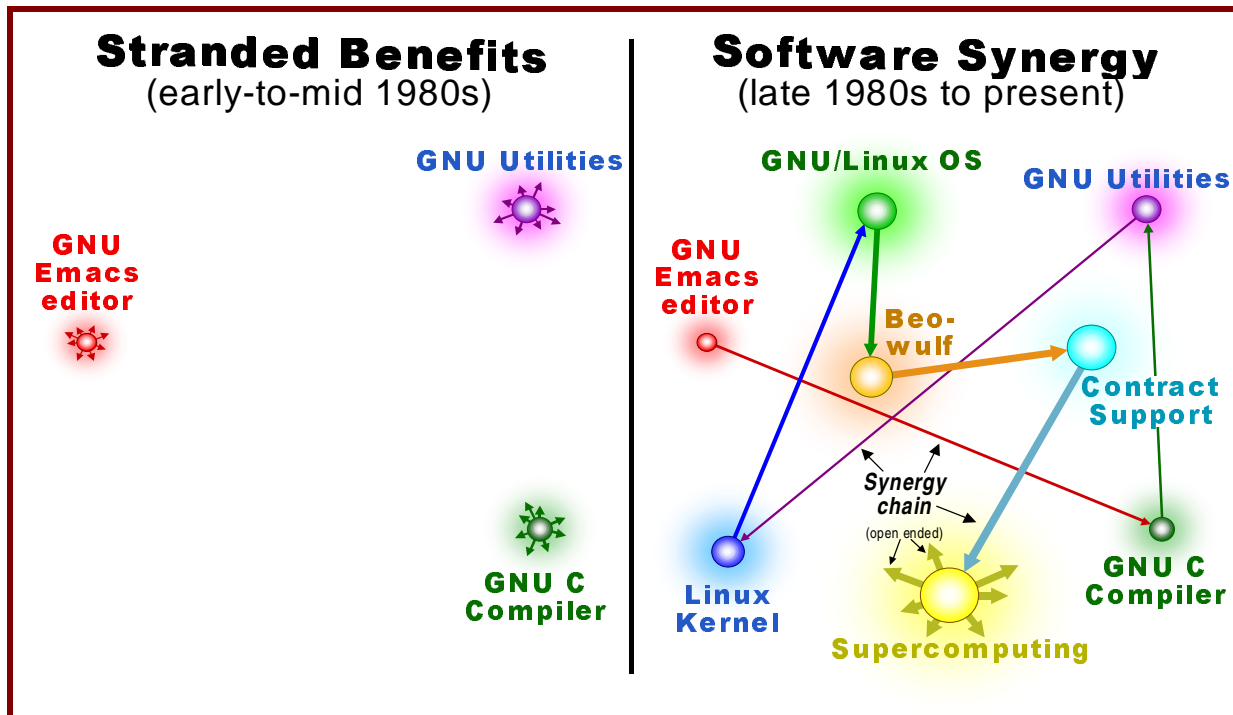 Stranded Benefits
(early-to-mid 1980s)
GNU Utilities
GNU
Emacs
editor
GNU C
Compiler
Software Synergy
(late 1980s to present)
GNU/Linux OS
GNU Utilities
GNU
Emacs
editor
Beo-
wulf
Contract
Support
Synergy
chain
(open ended)
Linux
Kernel
GNU C
Compiler
Supercomputing